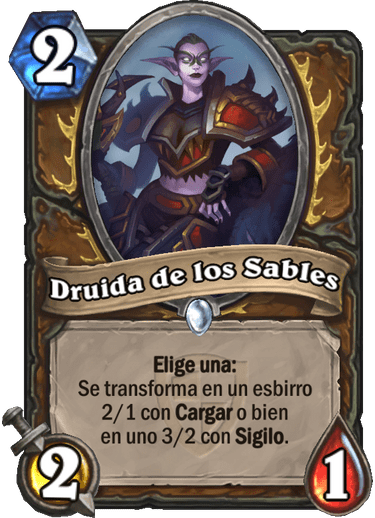 2
Druida de los Sables
Elige una:
Se transforma en un esbirro
2/1 con Cargar o bien
en uno 3/2 con Sigilo.
2
1